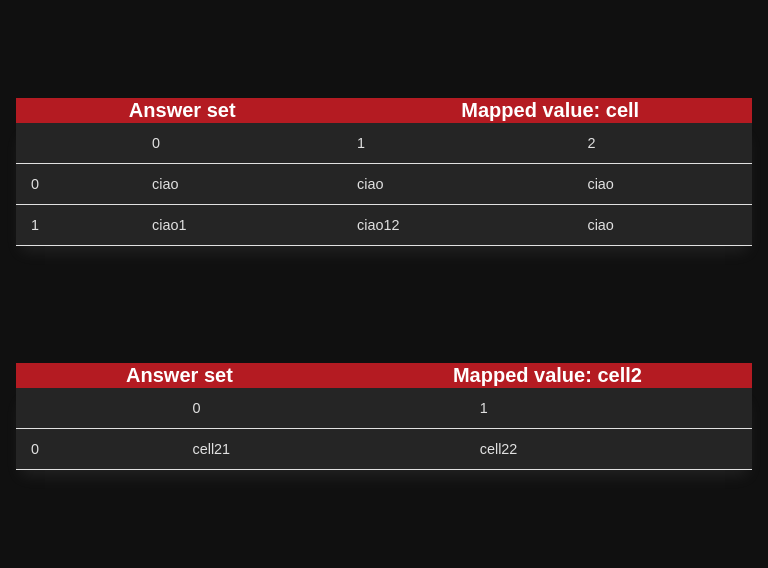 Answer set Mapped value: cell
0 1 2
0 ciao ciao ciao
1 ciao1 ciao12 ciao
Answer set Mapped value: cell2
0 1
0 cell21 cell22